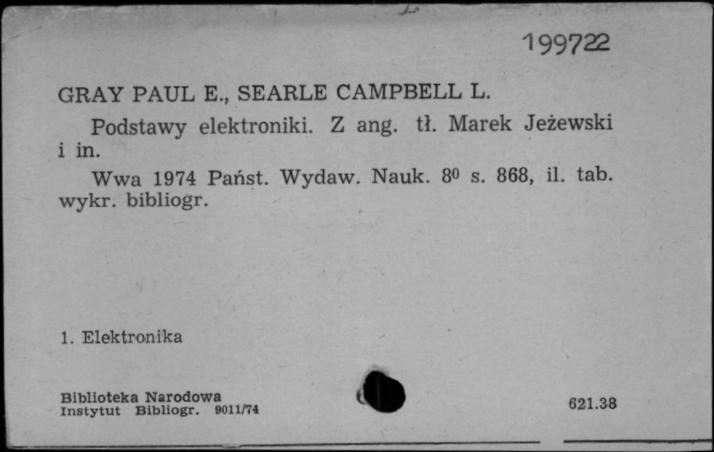 199722
GRAY PAUL E., SEARLE CAMPBELL L.
Podstawy elektroniki. Z ang. tł. Marek Jeżewski
i in.
Wwa 1974 Państ. Wydaw. Nauk. 8⁰ s. 868, il. tab.
wykr. bibliogr.
1. Elektronika
Biblioteka Narodowa
Instytut Bibliogr. 9011/74
621.38